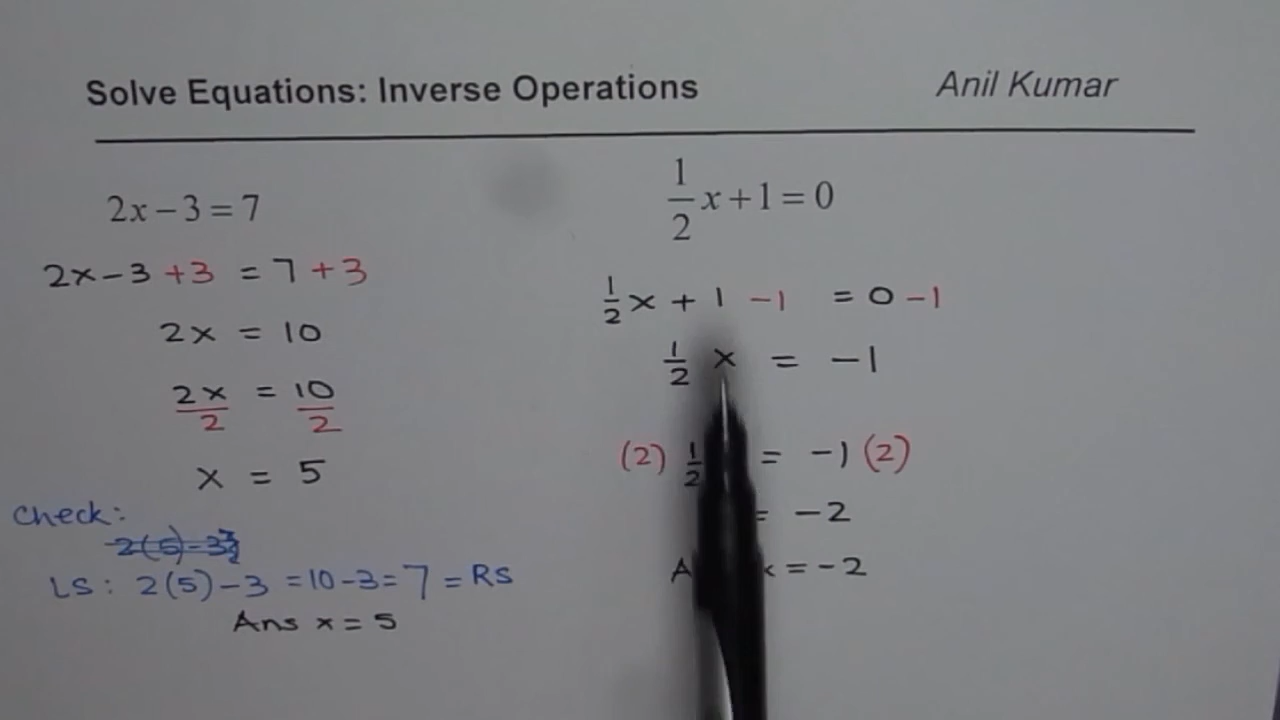 Solve Equations: Inverse Operations
Anil Kumar
2x − 3 = 7
2x − 3 + 3 = 7 + 3
2x = 10
2x/2 = 10/2
x = 5
Check:
LS: 2(5) − 3 = 10 − 3 = 7 = RS
Ans x = 5
1/2 x + 1 = 0
1/2 x + 1 − 1 = 0 − 1
1/2 x = −1
(2) 1/2 = −1 (2)
= −2
A x = −2